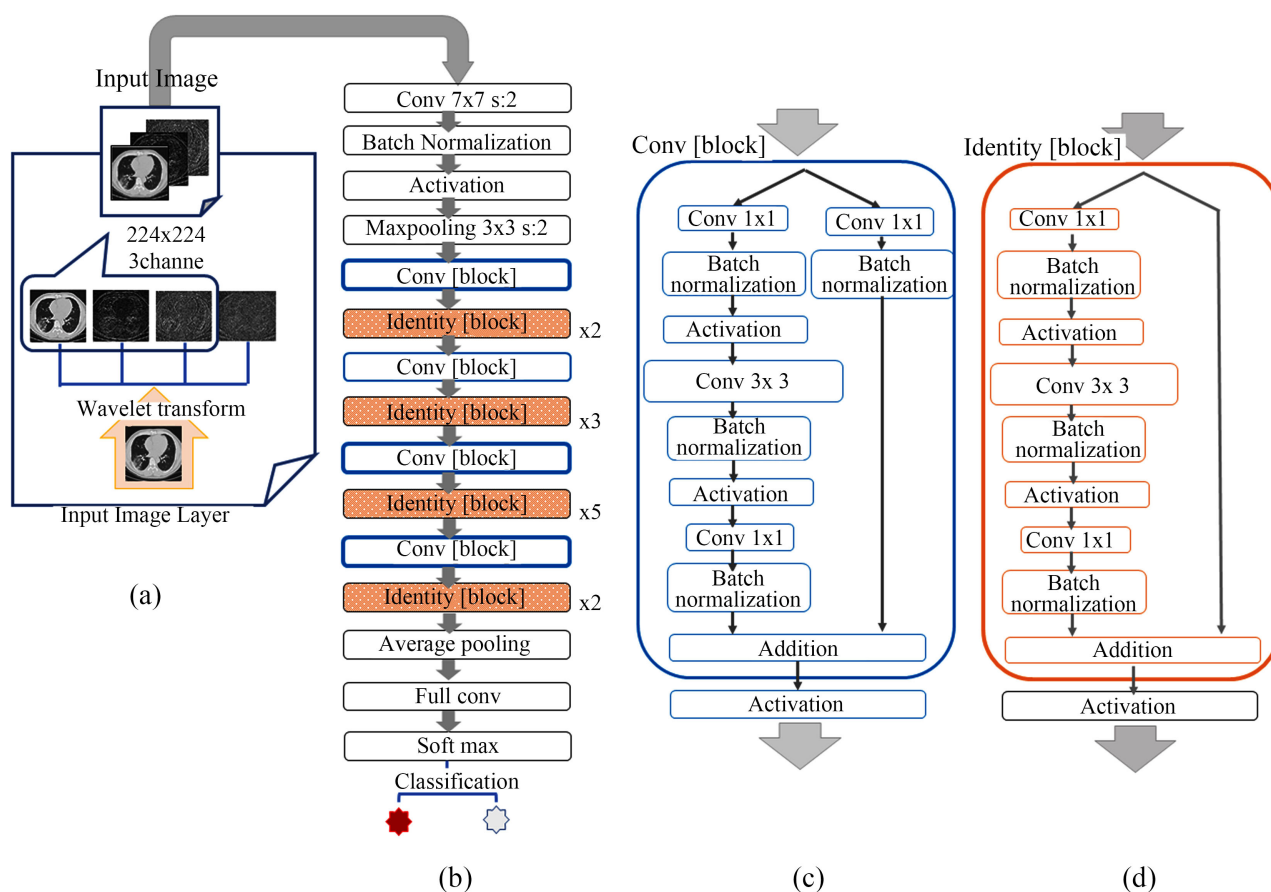 Input Image
224x224
3channe
Wavelet transform
Input Image Layer
(a)
Conv 7x7 s:2
Batch Normalization
Activation
Maxpooling 3x3 s:2
Conv [block]
Identity [block]
x2
Conv [block]
Identity [block]
x3
Conv [block]
Identity [block]
x5
Conv [block]
Identity [block]
x2
Average pooling
Full conv
Soft max
Classification
(b)
Conv [block]
Conv 1x1
Batch
normalization
Activation
Conv 3x 3
Batch
normalization
Activation
Conv 1x1
Batch
normalization
Conv 1x1
Batch
normalization
Addition
Activation
(c)
Identity [block]
Conv 1x1
Batch
normalization
Activation
Conv 3x 3
Batch
normalization
Activation
Conv 1x1
Batch
normalization
Addition
Activation
(d)